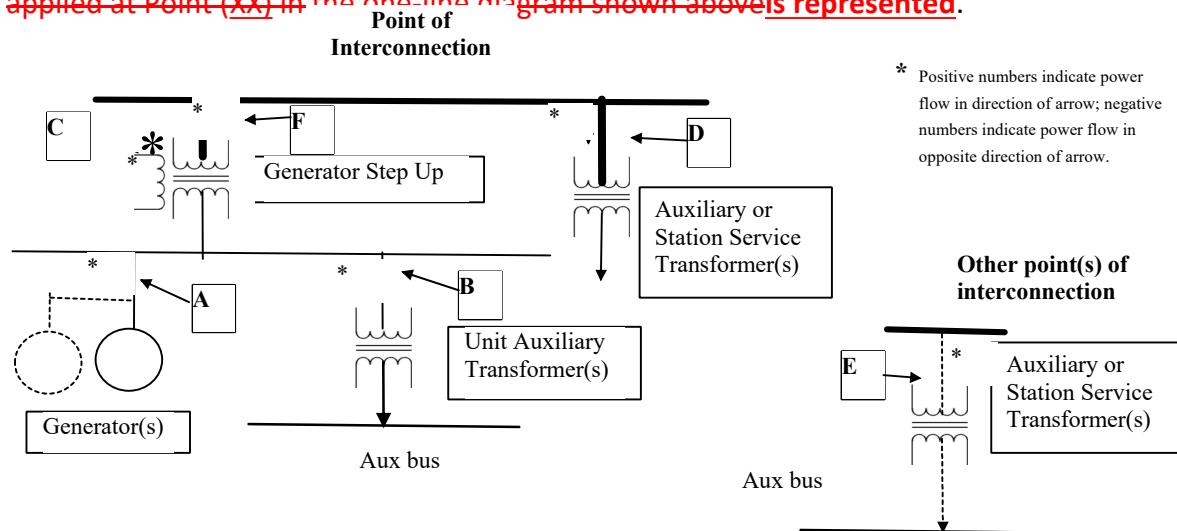 applied at Point (XX) in the one-line diagram shown aboveis represented.
Point of
Interconnection
* Positive numbers indicate power
flow in direction of arrow; negative
numbers indicate power flow in
opposite direction of arrow.
*
*
C
F
D
*
*
Generator Step Up
Auxiliary or
Station Service
Transformer(s)
*
*
A
B
Other point(s) of
interconnection
Unit Auxiliary
Transformer(s)
E
*
Auxiliary or
Station Service
Transformer(s)
Generator(s)
Aux bus
Aux bus